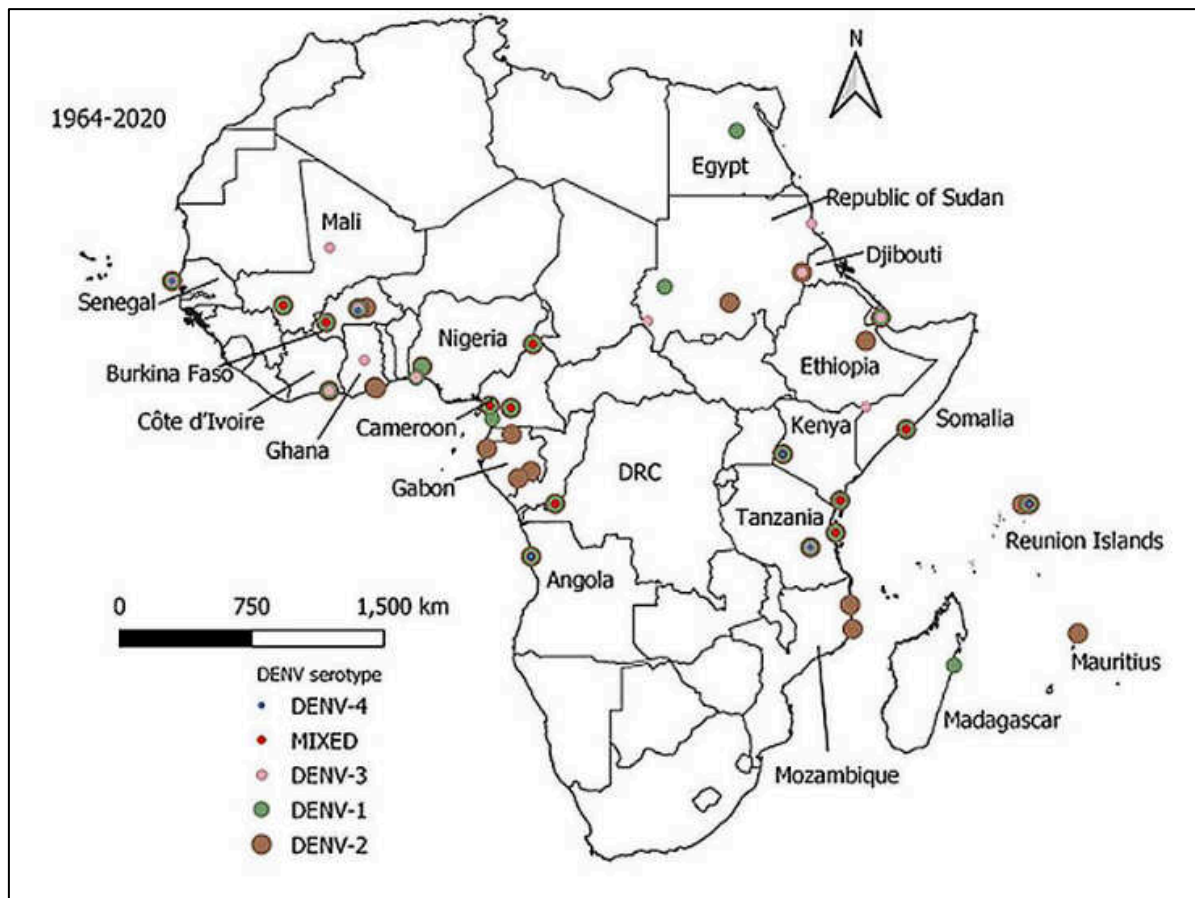 N
1964-2020
Egypt
Republic of Sudan
Mali
Djibouti
Senegal
Nigeria
Burkina Faso
Ethiopia
Côte d'Ivoire
Cameroon
Kenya
Somalia
Ghana
Gabon
DRC
Tanzania
Reunion Islands
Angola
0 750 1,500 km
Mauritius
DENV serotype
DENV-4
Madagascar
MIXED
DENV-3
Mozambique
DENV-1
DENV-2